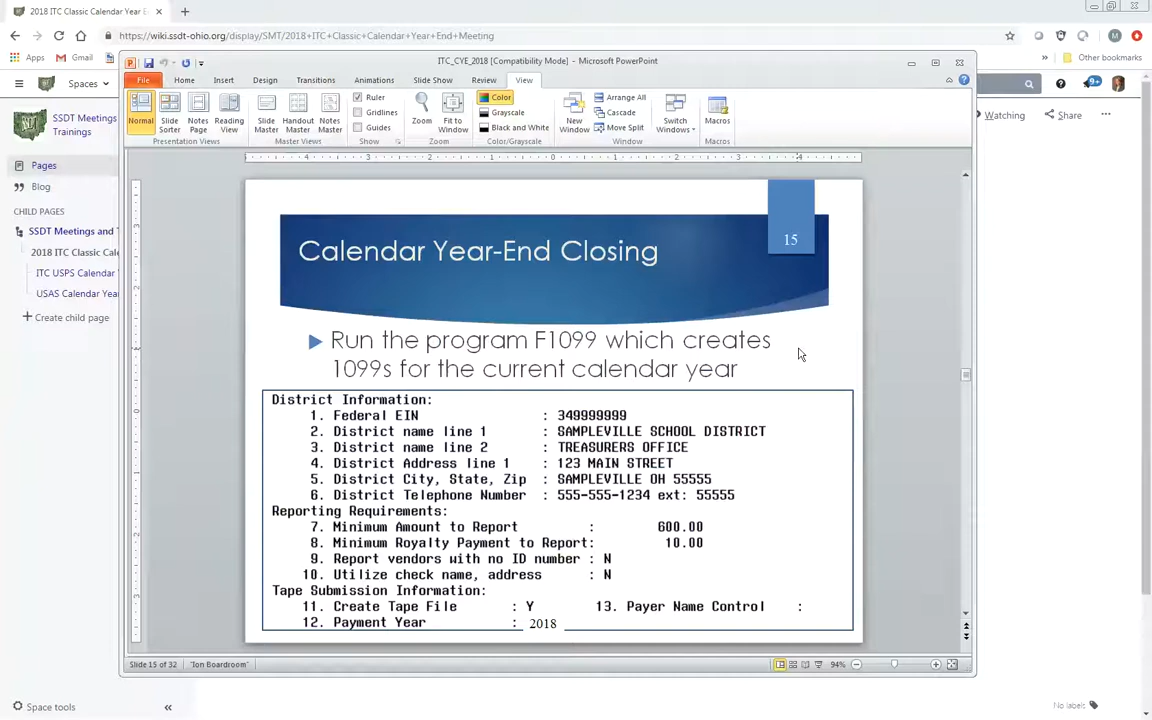 2018 ITC Classic Calendar Year E
https://wiki.ssdt-ohio.org/display/SMT/2018+ITC+Classic+Calendar+Year+End+Meeting
M
Apps Gmail
Other bookmarks
ITC_CYE_2018 [Compatibility Mode] - Microsoft PowerPoint
File Home Insert Design Transitions Animations Slide Show Review View
Normal
Slide Sorter
Notes Page
Reading View
Presentation Views
Slide Master
Handout Master
Notes Master
Master Views
Ruler
Gridlines
Guides
Show
Zoom
Fit to Window
Zoom
Color
Grayscale
Black and White
Color/Grayscale
New Window
Arrange All
Cascade
Move Split
Switch Windows
Window
Macros
Macros
Spaces
9+
SSDT Meetings
Trainings
Watching Share
Pages
Blog
CHILD PAGES
SSDT Meetings and T
2018 ITC Classic Cale
ITC USPS Calendar
USAS Calendar Year
Create child page
15
Calendar Year-End Closing
Run the program F1099 which creates
1099s for the current calendar year
District Information:
1. Federal EIN : 349999999
2. District name line 1 : SAMPLEVILLE SCHOOL DISTRICT
3. District name line 2 : TREASURERS OFFICE
4. District Address line 1 : 123 MAIN STREET
5. District City, State, Zip : SAMPLEVILLE OH 55555
6. District Telephone Number : 555-555-1234 ext: 55555
Reporting Requirements:
7. Minimum Amount to Report : 600.00
8. Minimum Royalty Payment to Report: 10.00
9. Report vendors with no ID number : N
10. Utilize check name, address : N
Tape Submission Information:
11. Create Tape File : Y 13. Payer Name Control :
12. Payment Year : 2018
Slide 15 of 32 "Ion Boardroom" 94%
Space tools
No labels